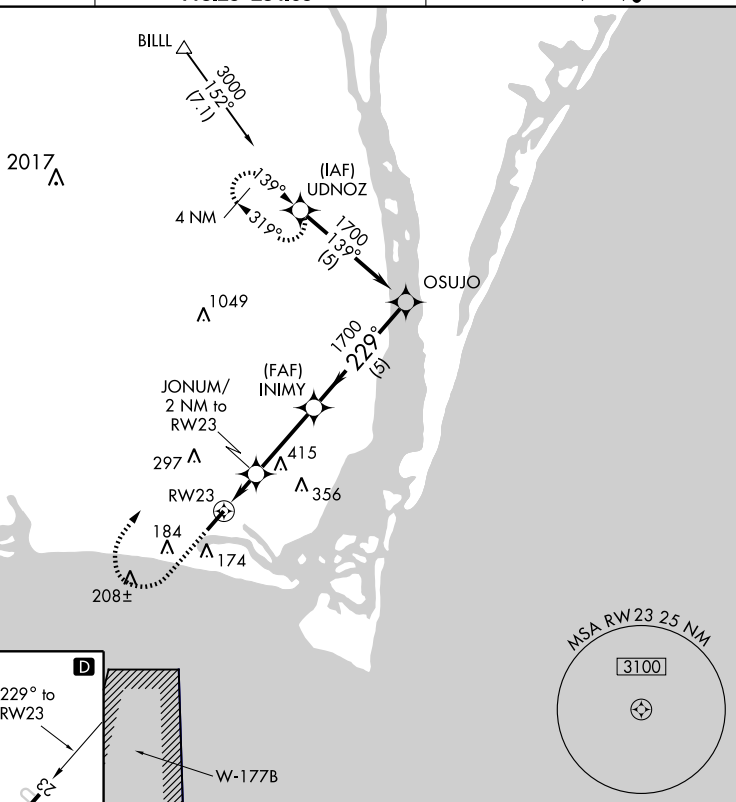 BILLL
3000
152°
(7.1)
2017
(IAF)
UDNOZ
139°
4 NM
319°
1700
139°
(5)
OSUJO
1049
1700
229°
(5)
(FAF)
INIMY
JONUM/
2 NM to
RW23
297
415
356
RW23
184
174
208±
MSA RW23 25 NM
3100
D
229° to
RW23
23
W-177B